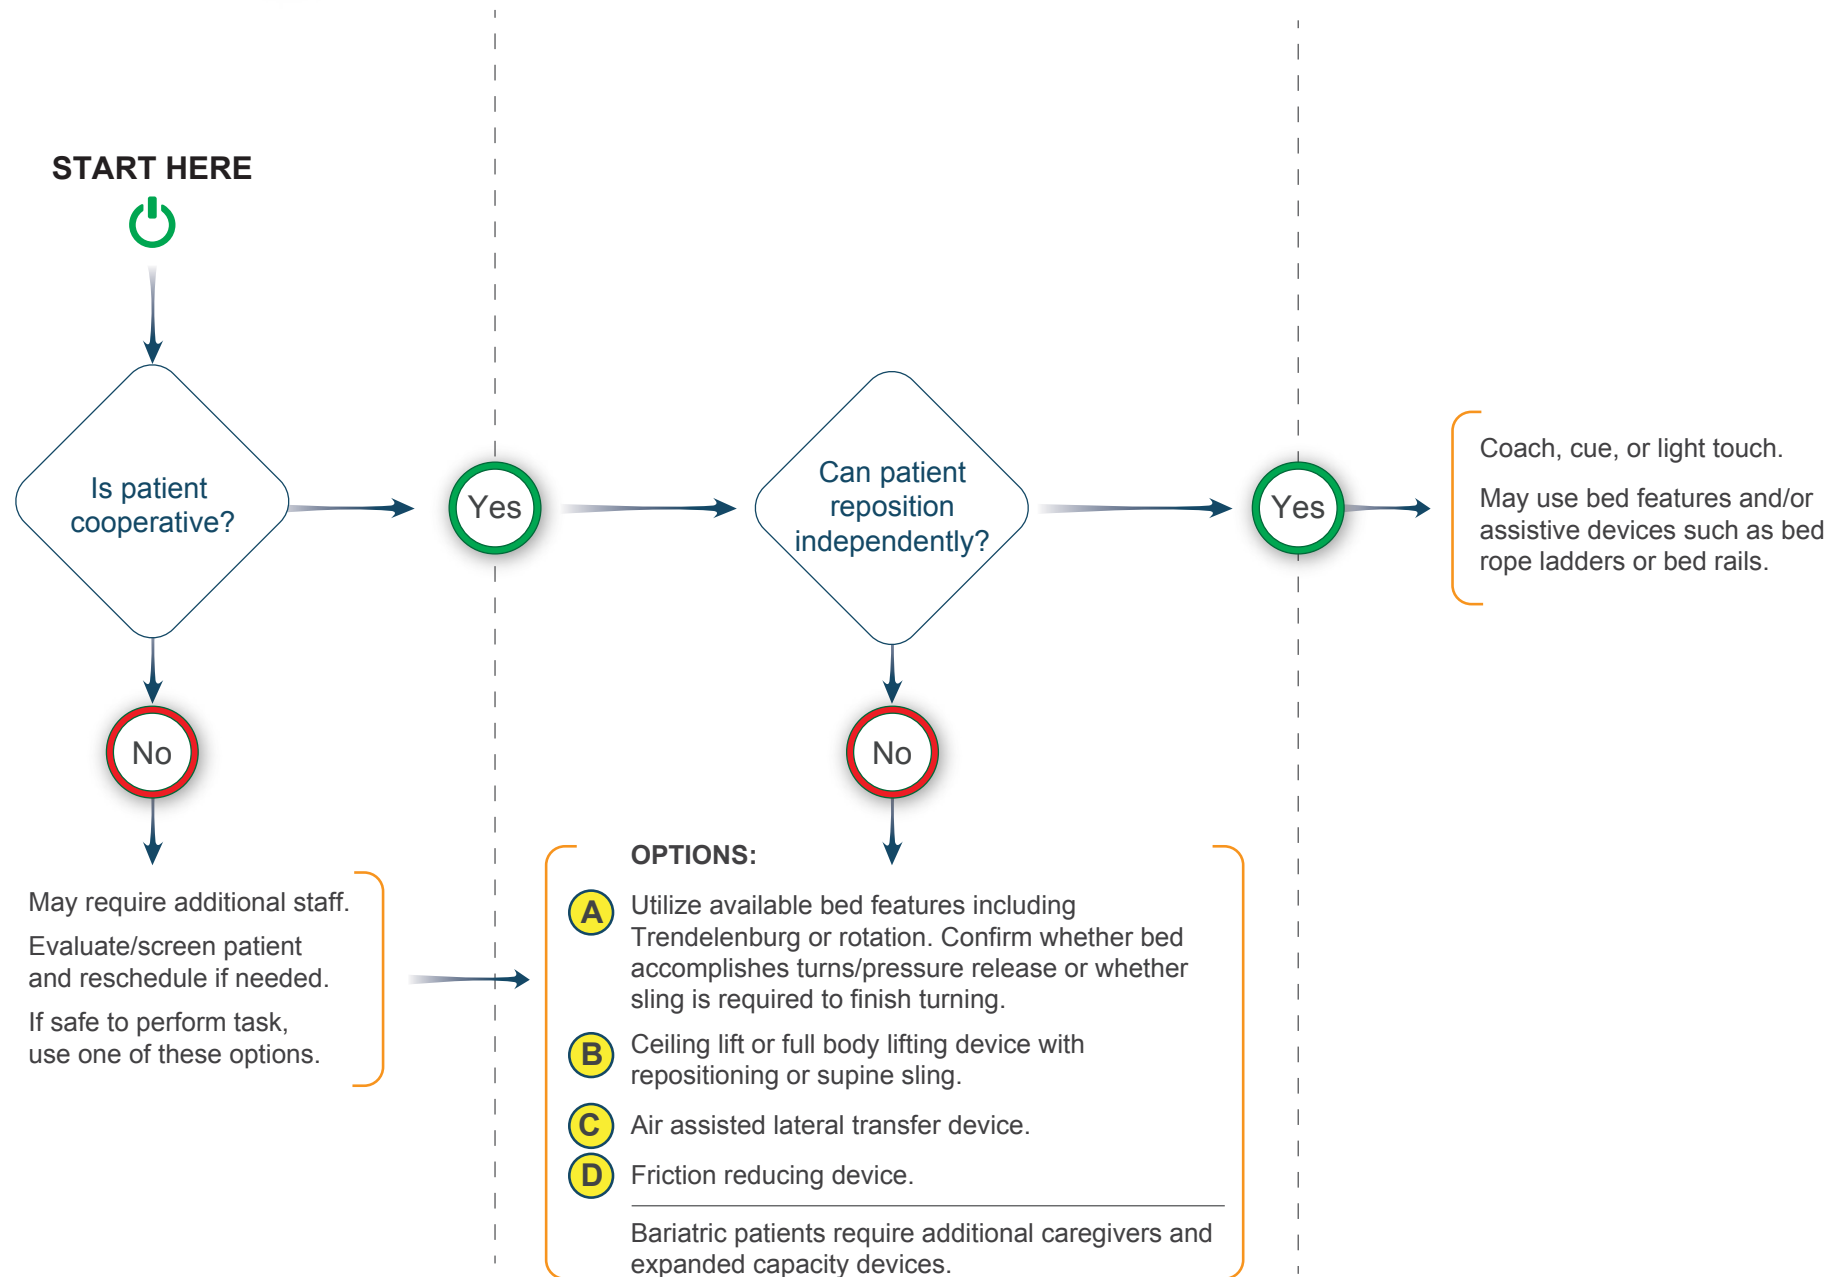 START HERE
Is patient
cooperative?
Yes
Can patient
reposition
independently?
Yes
Coach, cue, or light touch.
May use bed features and/or
assistive devices such as bed
rope ladders or bed rails.
No
No
May require additional staff.
Evaluate/screen patient
and reschedule if needed.
If safe to perform task,
use one of these options.
OPTIONS:
A Utilize available bed features including
Trendelenburg or rotation. Confirm whether bed
accomplishes turns/pressure release or whether
sling is required to finish turning.
B Ceiling lift or full body lifting device with
repositioning or supine sling.
C Air assisted lateral transfer device.
D Friction reducing device.
Bariatric patients require additional caregivers and
expanded capacity devices.